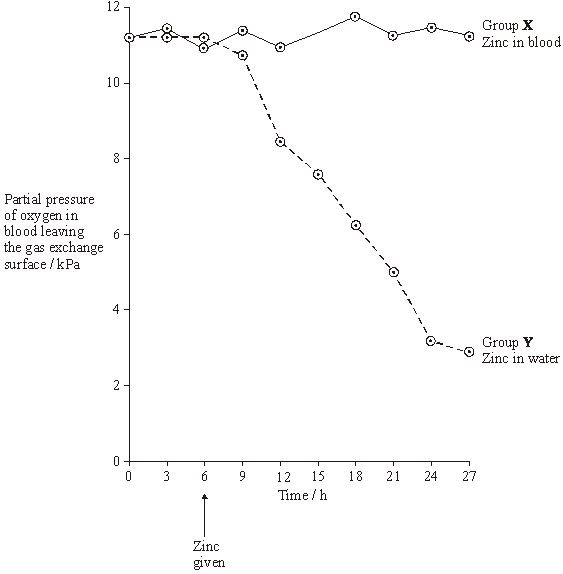 12
10
8
6
4
2
0
Partial pressure
of oxygen in
blood leaving
the gas exchange
surface / kPa
Group X
Zinc in blood
Group Y
Zinc in water
0 3 6 9 12 15 18 21 24 27
Time / h
Zinc
given